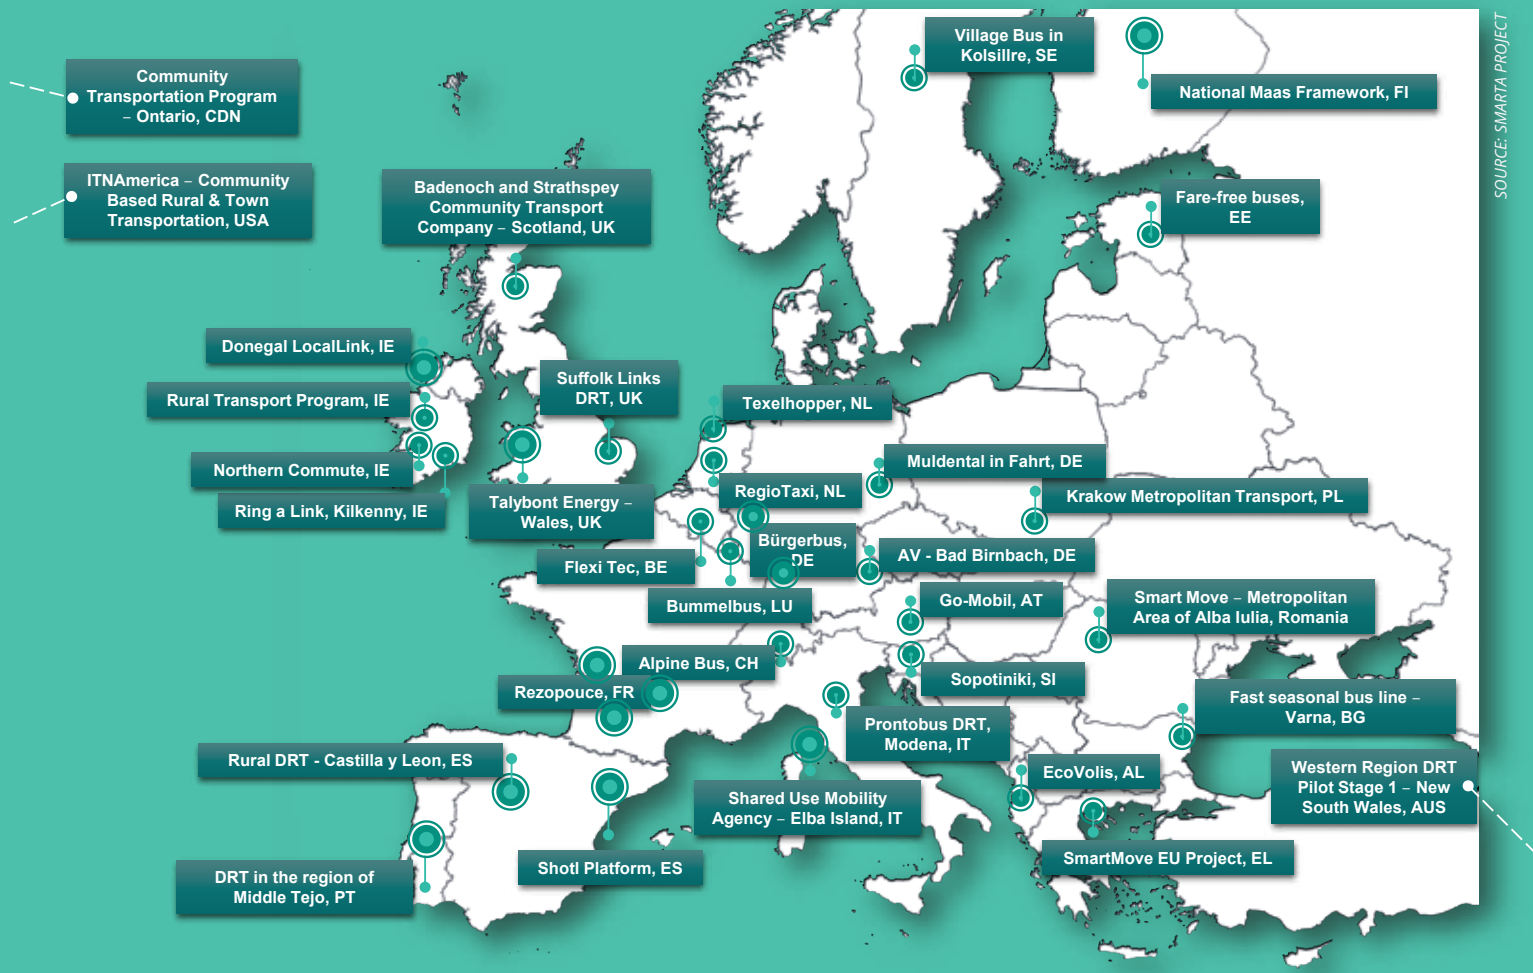 Village Bus in
Kolsillre, SE
National Maas Framework, FI
SOURCE: SMARTA PROJECT
Community
Transportation Program
– Ontario, CDN
ITNAmerica – Community
Based Rural & Town
Transportation, USA
Badenoch and Strathspey
Community Transport
Company – Scotland, UK
Fare-free buses,
EE
Donegal LocalLink, IE
Suffolk Links
DRT, UK
Rural Transport Program, IE
Texelhopper, NL
Northern Commute, IE
Muldental in Fahrt, DE
Ring a Link, Kilkenny, IE
Talybont Energy –
Wales, UK
RegioTaxi, NL
Krakow Metropolitan Transport, PL
Flexi Tec, BE
Bürgerbus,
DE
AV - Bad Birnbach, DE
Bummelbus, LU
Go-Mobil, AT
Smart Move – Metropolitan
Area of Alba Iulia, Romania
Alpine Bus, CH
Rezopouce, FR
Sopotiniki, SI
Fast seasonal bus line –
Varna, BG
Prontobus DRT,
Modena, IT
Rural DRT - Castilla y Leon, ES
EcoVolis, AL
Western Region DRT
Pilot Stage 1 – New
South Wales, AUS
Shared Use Mobility
Agency – Elba Island, IT
Shotl Platform, ES
SmartMove EU Project, EL
DRT in the region of
Middle Tejo, PT